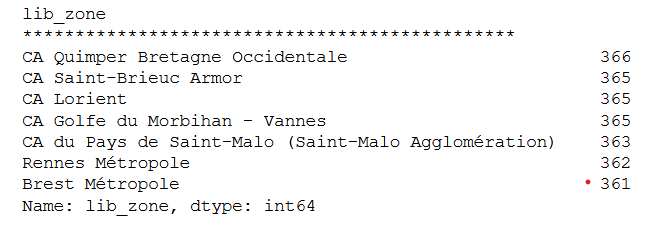 lib_zone
***********************************************
CA Quimper Bretagne Occidentale 366
CA Saint-Brieuc Armor 365
CA Lorient 365
CA Golfe du Morbihan - Vannes 365
CA du Pays de Saint-Malo (Saint-Malo Agglomération) 363
Rennes Métropole 362
Brest Métropole 361
Name: lib_zone, dtype: int64